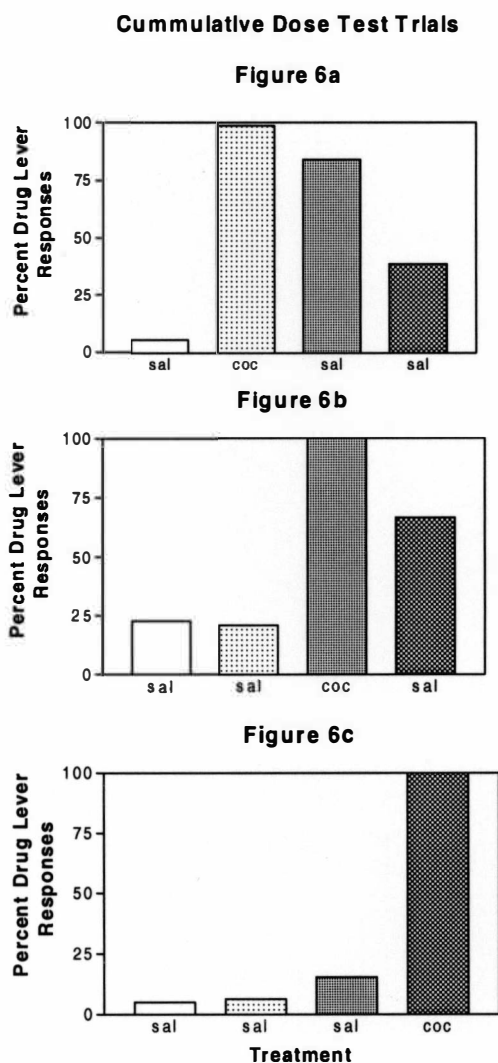 Cummulative Dose Test Trials
Figure 6a
Percent Drug Lever
Responses
100
75
50
25
0
sal coc sal sal
Figure 6b
Percent Drug Lever
Responses
100
75
50
25
0
sal sal coc sal
Figure 6c
Percent Drug Lever
Responses
100
75
50
25
0
sal sal sal coc
Treatment